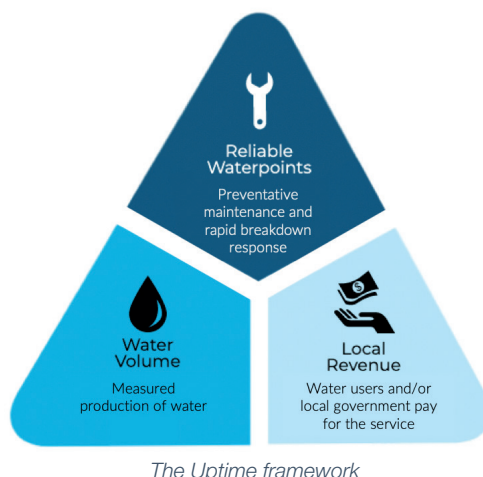 Reliable
Waterpoints
Preventative
maintenance and
rapid breakdown
response
Water
Volume
Measured
production of water
$
Local
Revenue
Water users and/or
local government pay
for the service
The Uptime framework